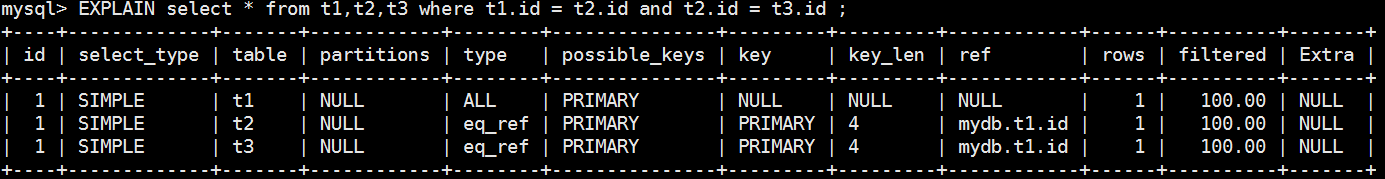 mysql> EXPLAIN select * from t1,t2,t3 where t1.id = t2.id and t2.id = t3.id ;
+----+-------------+-------+------------+--------+---------------+---------+---------+------------+------+----------+-------+
| id | select_type | table | partitions | type   | possible_keys | key     | key_len | ref        | rows | filtered | Extra |
+----+-------------+-------+------------+--------+---------------+---------+---------+------------+------+----------+-------+
|  1 | SIMPLE      | t1    | NULL       | ALL    | PRIMARY       | NULL    | NULL    | NULL       |    1 |   100.00 | NULL  |
|  1 | SIMPLE      | t2    | NULL       | eq_ref | PRIMARY       | PRIMARY | 4       | mydb.t1.id |    1 |   100.00 | NULL  |
|  1 | SIMPLE      | t3    | NULL       | eq_ref | PRIMARY       | PRIMARY | 4       | mydb.t1.id |    1 |   100.00 | NULL  |
+----+-------------+-------+------------+--------+---------------+---------+---------+------------+------+----------+-------+